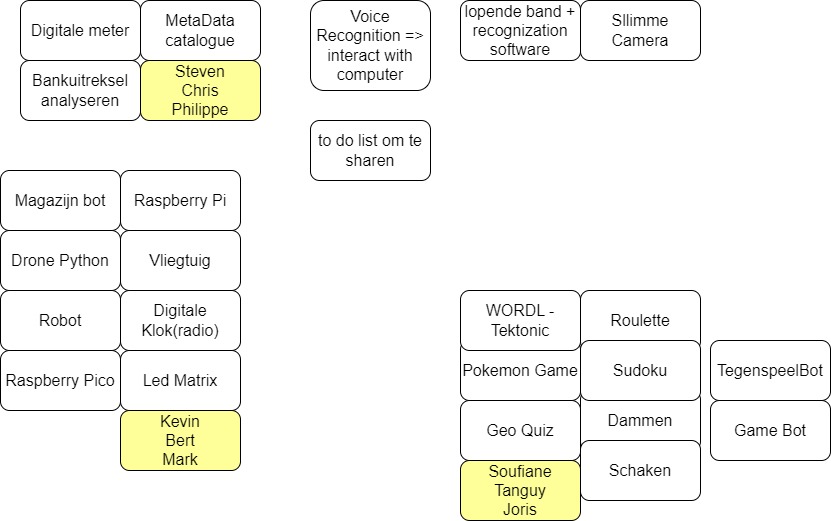 Digitale meter
MetaData
catalogue
Bankuitreksel
analyseren
Steven
Chris
Philippe
Voice
Recognition =>
interact with
computer
to do list om te
sharen
lopende band +
recognization
software
Sllimme
Camera
Magazijn bot
Raspberry Pi
Drone Python
Vliegtuig
Robot
Digitale
Klok(radio)
Raspberry Pico
Led Matrix
Kevin
Bert
Mark
WORDL -
Tektonic
Roulette
Pokemon Game
Sudoku
TegenspeelBot
Geo Quiz
Dammen
Game Bot
Soufiane
Tanguy
Joris
Schaken